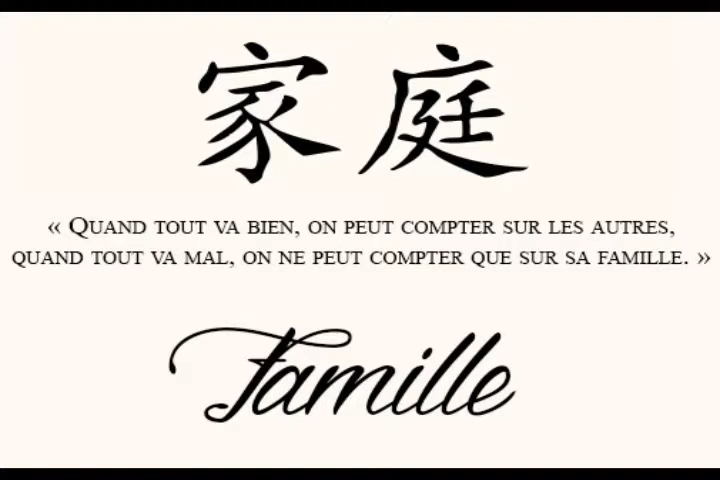 家庭
« Quand tout va bien, on peut compter sur les autres,
quand tout va mal, on ne peut compter que sur sa famille. »
Famille